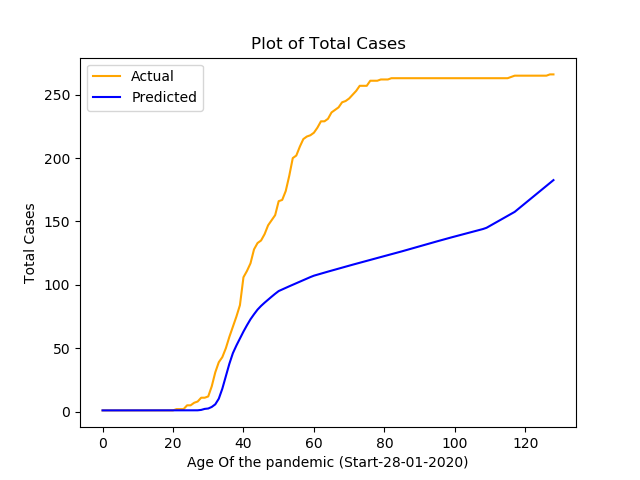 Plot of Total Cases
Actual
Predicted
250
200
150
100
50
0
Total Cases
0 20 40 60 80 100 120
Age Of the pandemic (Start-28-01-2020)